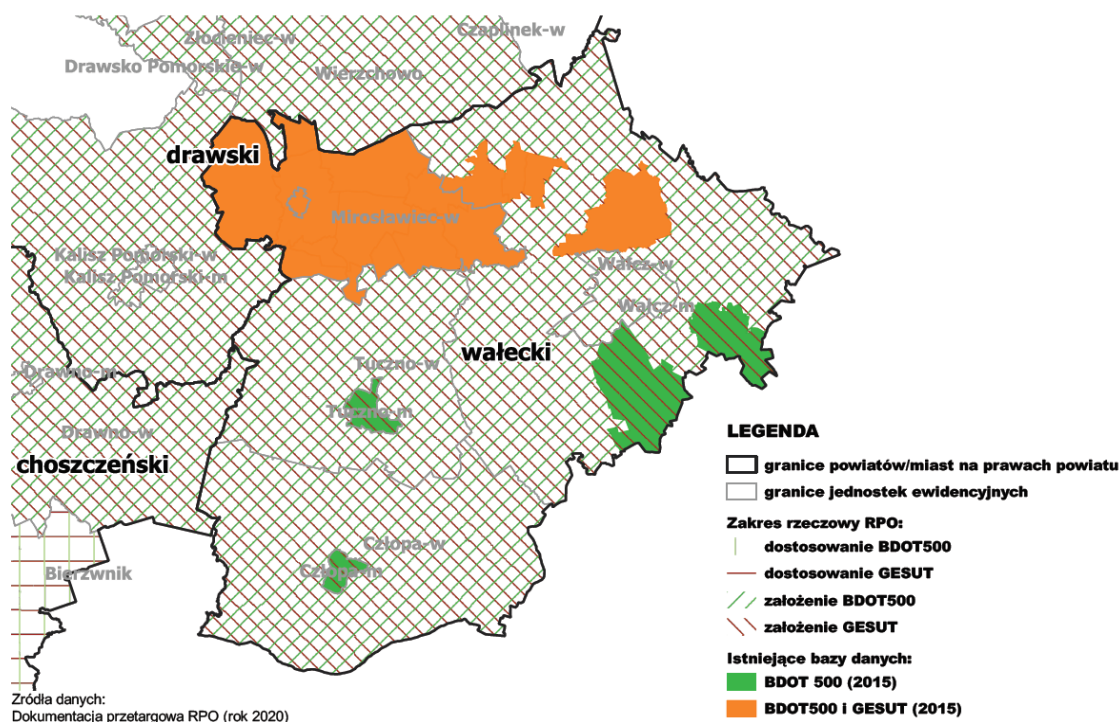 Złocieniec-w
Czaplinek-w
Drawsko Pomorskie-w
Wierzchowo
drawski
Mirosławiec-w
Kalisz Pomorski-w
Kalisz Pomorski-m
Wałcz-w
Wałcz-m
wałecki
Tuczno-w
Drawno-m
Tuczno-m
Drawno-w
choszczeński
Człopa-w
Człopa-m
Bierzwnik
LEGENDA
granice powiatów/miast na prawach powiatu
granice jednostek ewidencyjnych
Zakres rzeczowy RPO:
dostosowanie BDOT500
dostosowanie GESUT
założenie BDOT500
założenie GESUT
Istniejące bazy danych:
BDOT 500 (2015)
BDOT500 i GESUT (2015)
Źródła danych:
Dokumentacja przetargowa RPO (rok 2020)